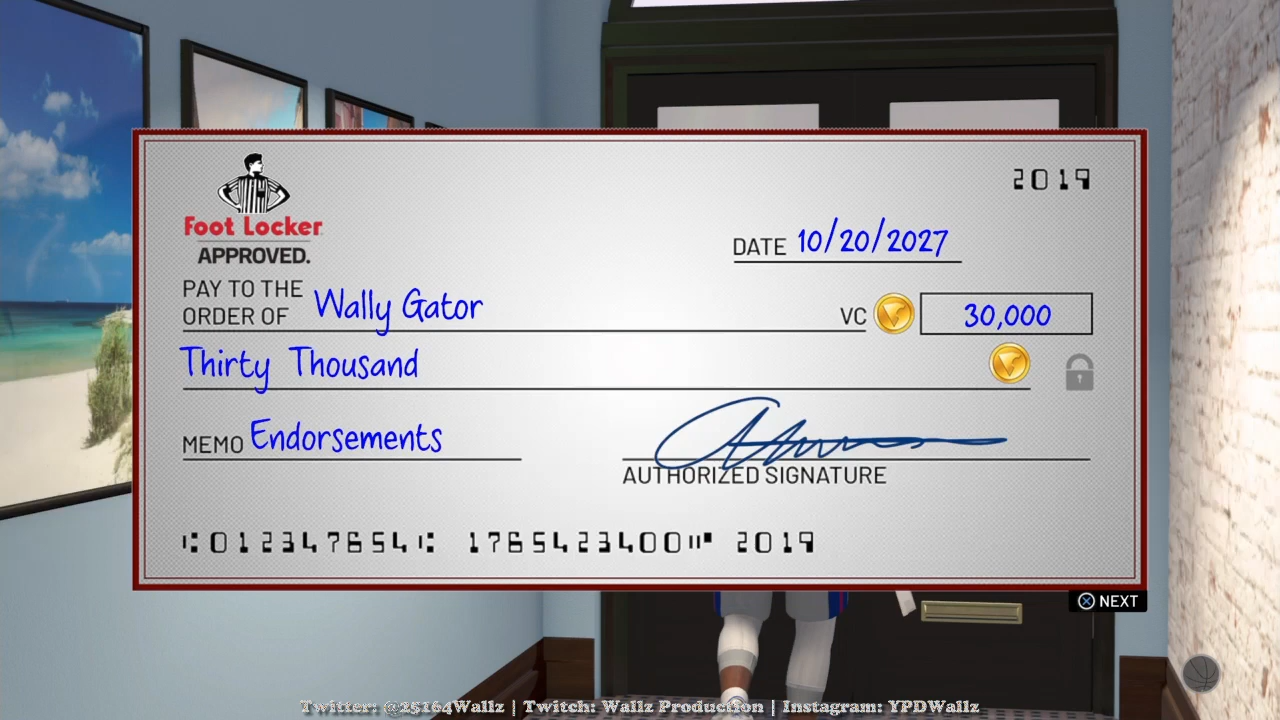 2019
Foot Locker
APPROVED.
DATE 10/20/2027
PAY TO THE
ORDER OF Wally Gator
VC 30,000
Thirty Thousand
MEMO Endorsements
AUTHORIZED SIGNATURE
⑆012347654⑆ 1765423400⑈ 2019
NEXT
Twitter: @25164Wallz | Twitch: Wallz Production | Instagram: YPDWallz